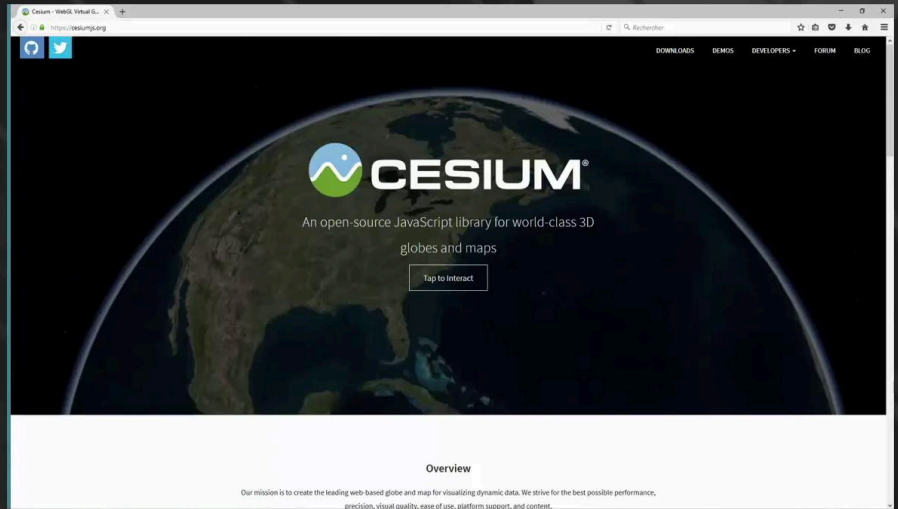 Cesium - WebGL Virtual G...
https://cesiumjs.org
Rechercher
DOWNLOADS DEMOS DEVELOPERS FORUM BLOG
CESIUM®
An open-source JavaScript library for world-class 3D
globes and maps
Tap to Interact
Overview
Our mission is to create the leading web-based globe and map for visualizing dynamic data. We strive for the best possible performance,
precision, visual quality, ease of use, platform support, and content.